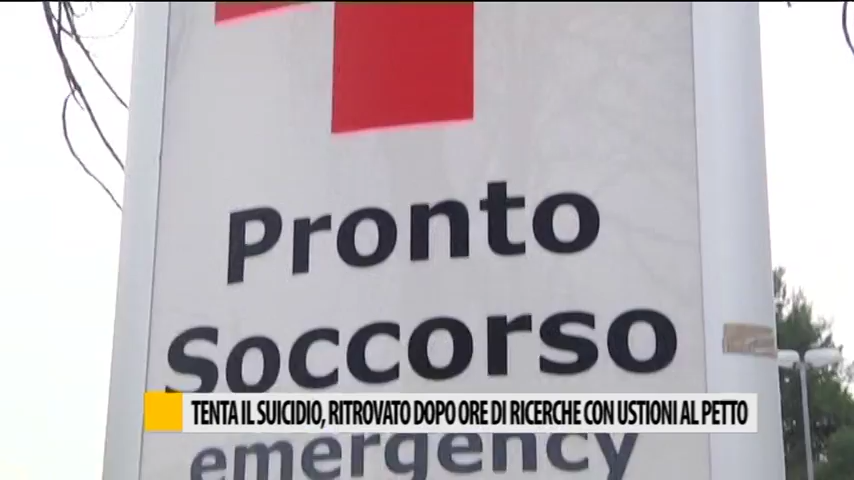 Pronto
Soccorso
TENTA IL SUICIDIO, RITROVATO DOPO ORE DI RICERCHE CON USTIONI AL PETTO
emergency